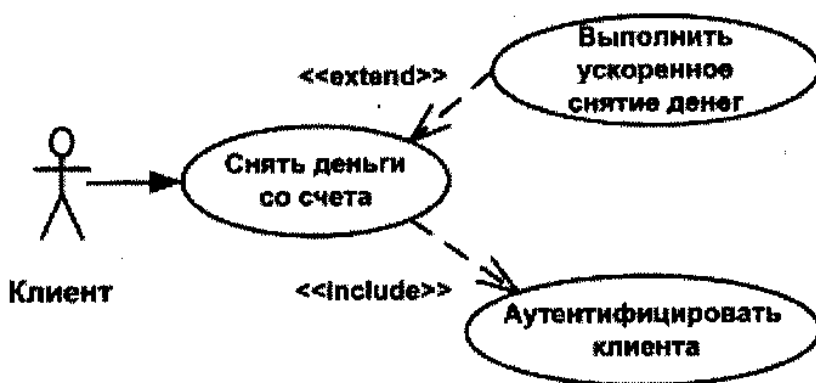 Выполнить
ускоренное
снятие денег
<<extend>>
Снять деньги
со счета
Клиент
<<include>>
Аутентифицировать
клиента